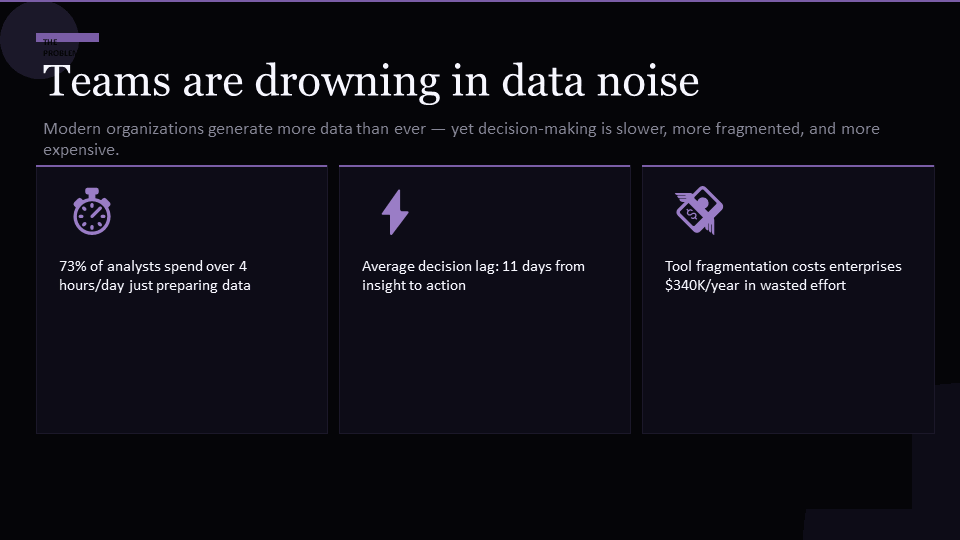 THE
PROBLEM
Teams are drowning in data noise
Modern organizations generate more data than ever — yet decision-making is slower, more fragmented, and more
expensive.
73% of analysts spend over 4
hours/day just preparing data
Average decision lag: 11 days from
insight to action
Tool fragmentation costs enterprises
$340K/year in wasted effort